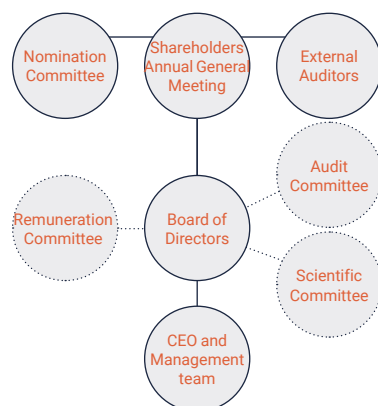 Nomination
Committee
Shareholders
Annual General
Meeting
External
Auditors
Audit
Committee
Remuneration
Committee
Board of
Directors
Scientific
Committee
CEO and
Management
team